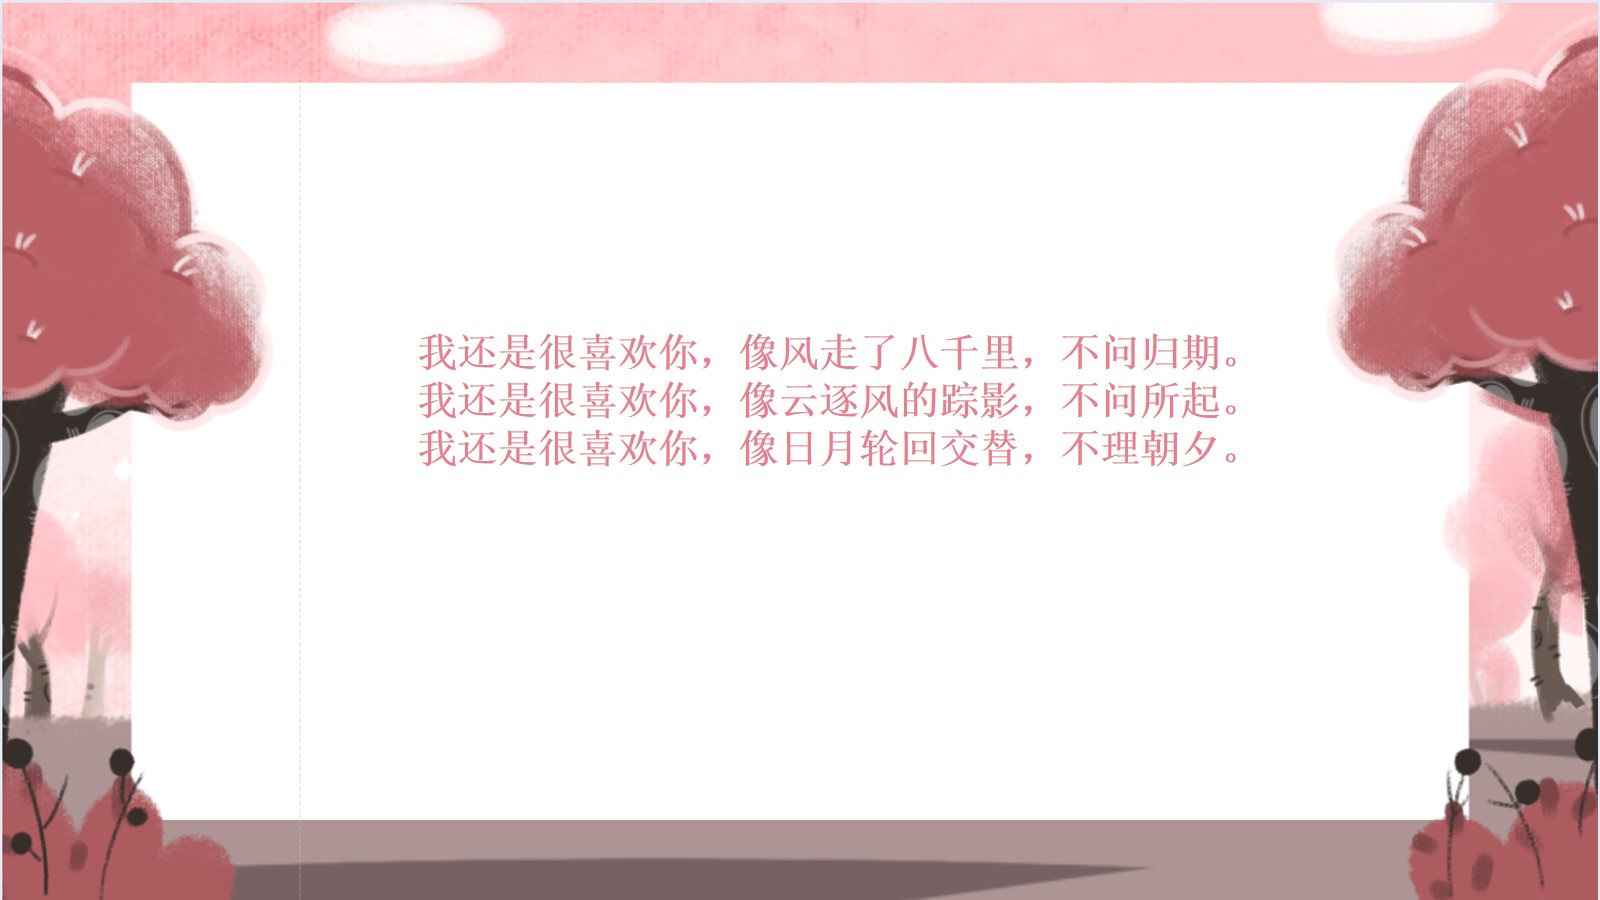 我还是很喜欢你，像风走了八千里，不问归期。
我还是很喜欢你，像云逐风的踪影，不问所起。
我还是很喜欢你，像日月轮回交替，不理朝夕。